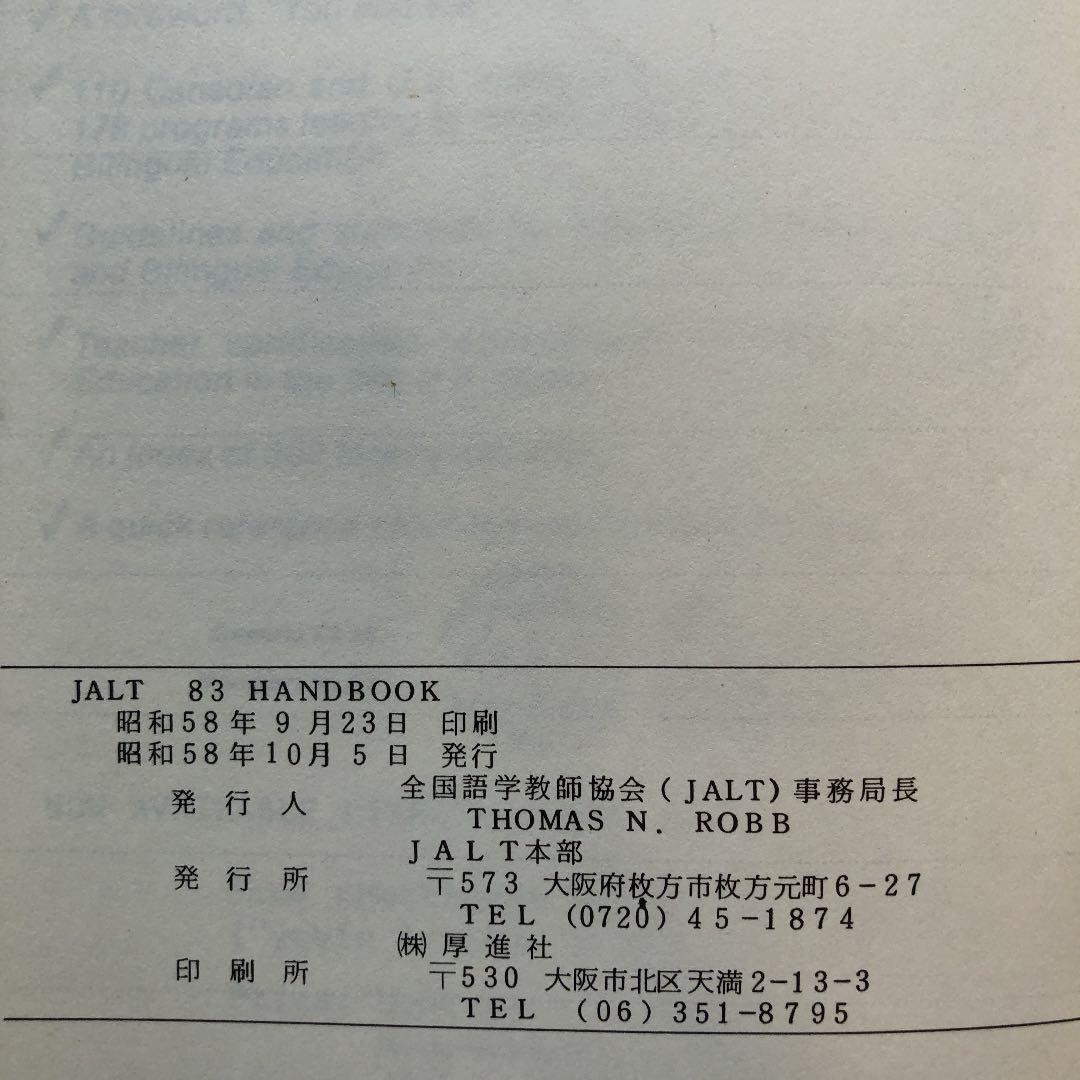 JALT 83 HANDBOOK
昭和58年 9月23日 印刷
昭和58年10月 5日 発行
発行人 全国語学教師協会(JALT)事務局長
THOMAS N. ROBB
JALT本部
発行所 〒573 大阪府枚方市枚方元町6-27
TEL (0720) 45-1874
㈱厚進社
印刷所 〒530 大阪市北区天満2-13-3
TEL (06) 351-8795